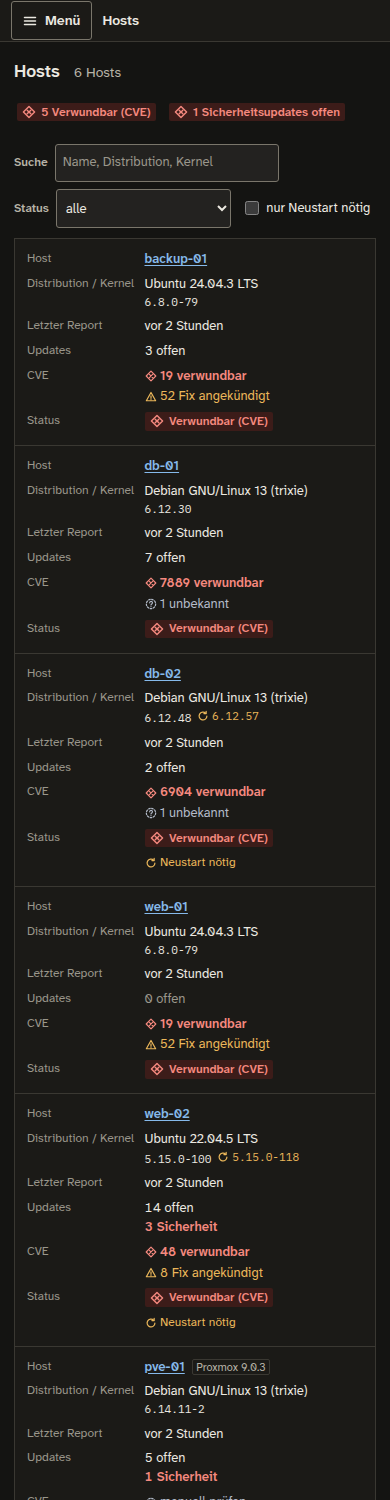 Menü Hosts
Hosts 6 Hosts
5 Verwundbar (CVE) 1 Sicherheitsupdates offen
Suche Name, Distribution, Kernel
Status alle nur Neustart nötig
Host backup-01
Distribution / Kernel Ubuntu 24.04.3 LTS
6.8.0-79
Letzter Report vor 2 Stunden
Updates 3 offen
CVE 19 verwundbar
52 Fix angekündigt
Status Verwundbar (CVE)
Host db-01
Distribution / Kernel Debian GNU/Linux 13 (trixie)
6.12.30
Letzter Report vor 2 Stunden
Updates 7 offen
CVE 7889 verwundbar
1 unbekannt
Status Verwundbar (CVE)
Host db-02
Distribution / Kernel Debian GNU/Linux 13 (trixie)
6.12.48 6.12.57
Letzter Report vor 2 Stunden
Updates 2 offen
CVE 6904 verwundbar
1 unbekannt
Status Verwundbar (CVE)
Neustart nötig
Host web-01
Distribution / Kernel Ubuntu 24.04.3 LTS
6.8.0-79
Letzter Report vor 2 Stunden
Updates 0 offen
CVE 19 verwundbar
52 Fix angekündigt
Status Verwundbar (CVE)
Host web-02
Distribution / Kernel Ubuntu 22.04.5 LTS
5.15.0-100 5.15.0-118
Letzter Report vor 2 Stunden
Updates 14 offen
3 Sicherheit
CVE 48 verwundbar
8 Fix angekündigt
Status Verwundbar (CVE)
Neustart nötig
Host pve-01 Proxmox 9.0.3
Distribution / Kernel Debian GNU/Linux 13 (trixie)
6.14.11-2
Letzter Report vor 2 Stunden
Updates 5 offen
1 Sicherheit